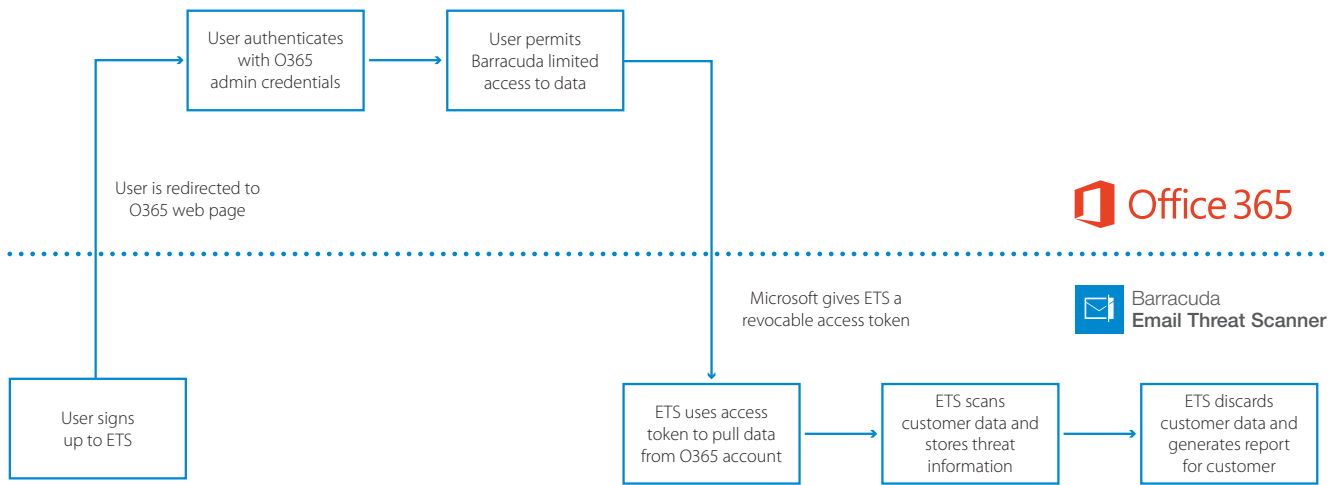 User authenticates
with O365
admin credentials
User permits
Barracuda limited
access to data
User is redirected to
O365 web page
Office 365
Microsoft gives ETS a
revocable access token
Barracuda
Email Threat Scanner
User signs
up to ETS
ETS uses access
token to pull data
from O365 account
ETS scans
customer data and
stores threat
information
ETS discards
customer data and
generates report
for customer